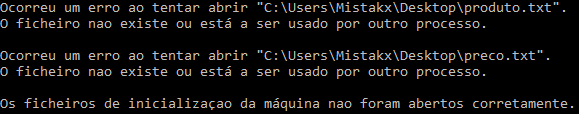 Ocorreu um erro ao tentar abrir "C:\Users\Mistakx\Desktop\produto.txt".
O ficheiro nao existe ou está a ser usado por outro processo.
Ocorreu um erro ao tentar abrir "C:\Users\Mistakx\Desktop\preco.txt".
O ficheiro nao existe ou está a ser usado por outro processo.
Os ficheiros de inicializaçao da máquina nao foram abertos corretamente.